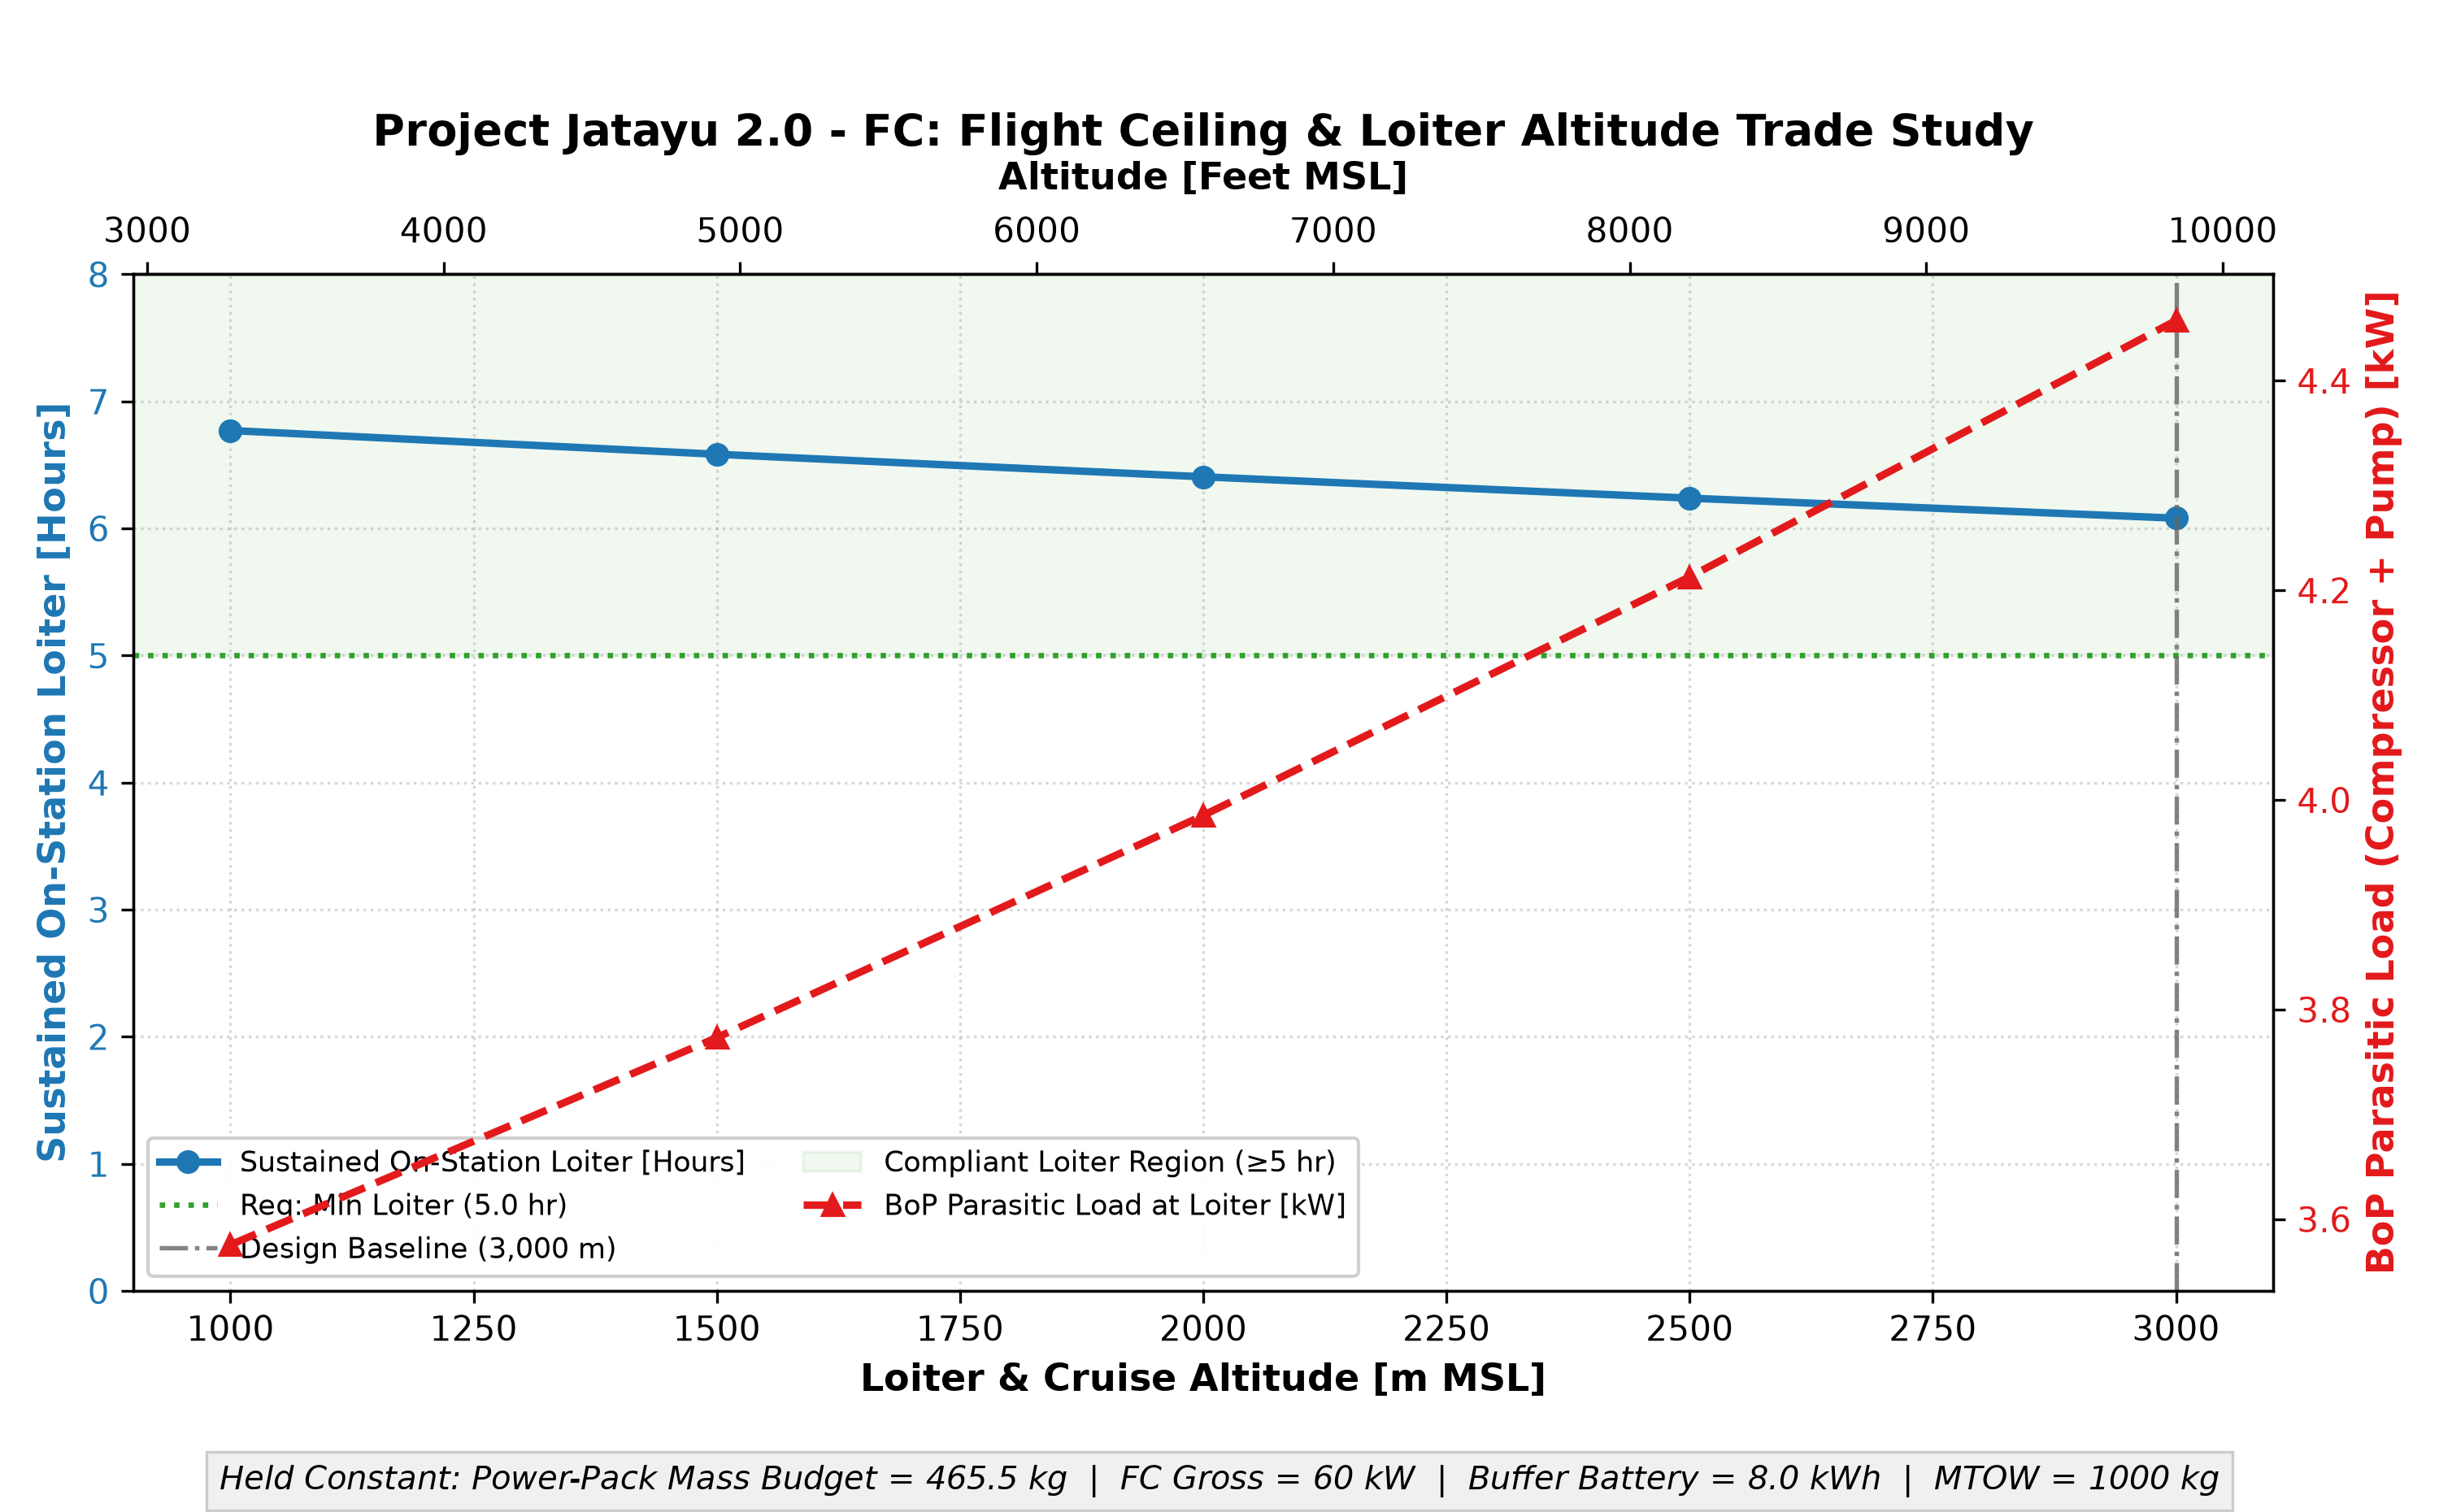 Project Jatayu 2.0 - FC: Flight Ceiling & Loiter Altitude Trade Study
Altitude [Feet MSL]
3000 4000 5000 6000 7000 8000 9000 10000
Sustained On-Station Loiter [Hours]
8
7
6
5
4
3
2
1
0
BoP Parasitic Load (Compressor + Pump) [kW]
4.4
4.2
4.0
3.8
3.6
Sustained On-Station Loiter [Hours]
Req: Min Loiter (5.0 hr)
Design Baseline (3,000 m)
Compliant Loiter Region (≥5 hr)
BoP Parasitic Load at Loiter [kW]
1000 1250 1500 1750 2000 2250 2500 2750 3000
Loiter & Cruise Altitude [m MSL]
Held Constant: Power-Pack Mass Budget = 465.5 kg | FC Gross = 60 kW | Buffer Battery = 8.0 kWh | MTOW = 1000 kg